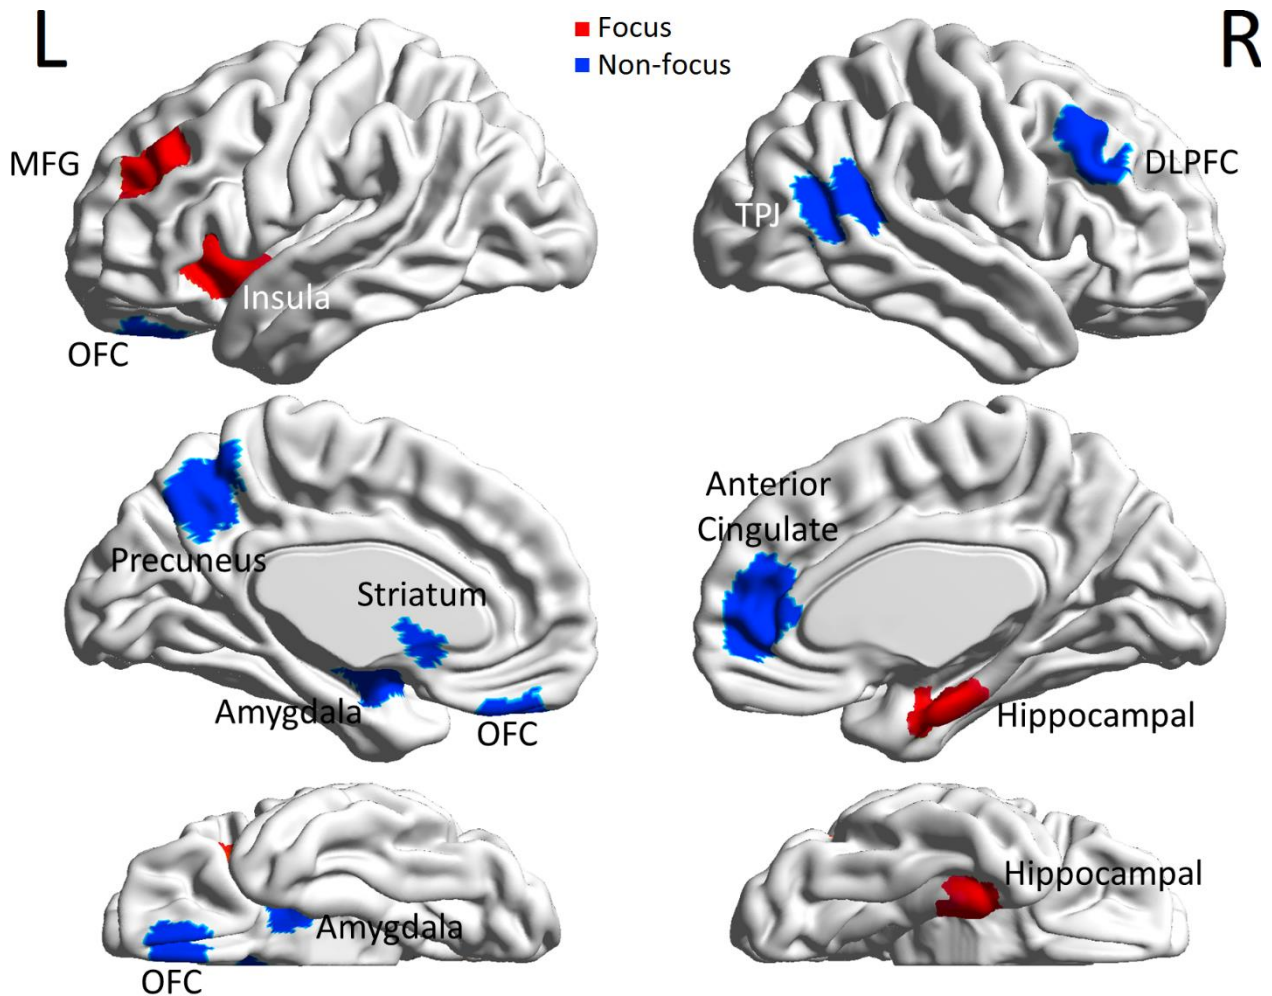 L
Focus
Non-focus
R
MFG
Insula
OFC
TPJ
DLPFC
Precuneus
Striatum
Amygdala
OFC
Anterior
Cingulate
Hippocampal
Amygdala
OFC
Hippocampal